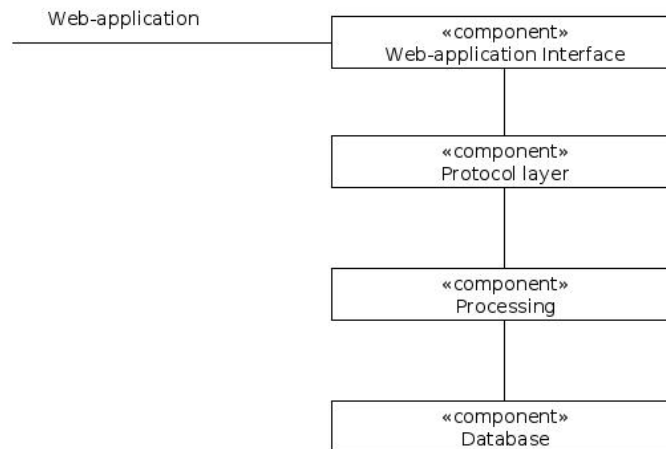 Web-application
«component»
Web-application Interface
«component»
Protocol layer
«component»
Processing
«component»
Database